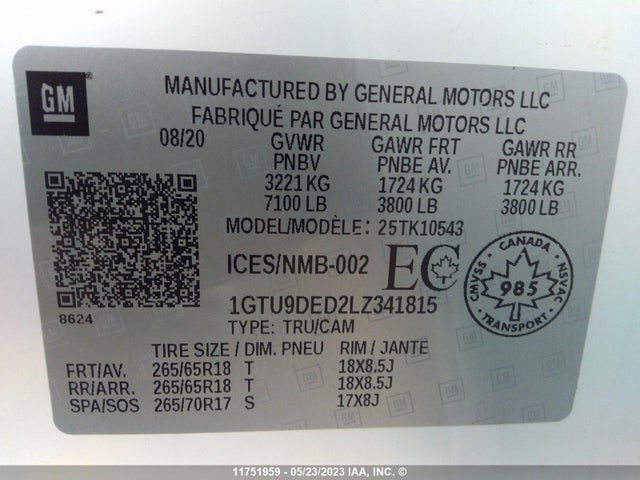 GM
MANUFACTURED BY GENERAL MOTORS LLC
FABRIQUÉ PAR GENERAL MOTORS LLC
08/20 GVWR GAWR FRT GAWR RR
PNBV PNBE AV. PNBE ARR.
3221 KG 1724 KG 1724 KG
7100 LB 3800 LB 3800 LB
MODEL/MODÈLE: 25TK10543
ICES/NMB-002 EC
CANADA
CMVSS NSVAC
985
TRANSPORT
8624
1GTU9DED2LZ341815
TYPE: TRU/CAM
TIRE SIZE / DIM. PNEU RIM / JANTE
FRT/AV. 265/65R18 T 18X8.5J
RR/ARR. 265/65R18 T 18X8.5J
SPA/SOS 265/70R17 S 17X8J
11751959 - 05/23/2023 IAA, INC. ©